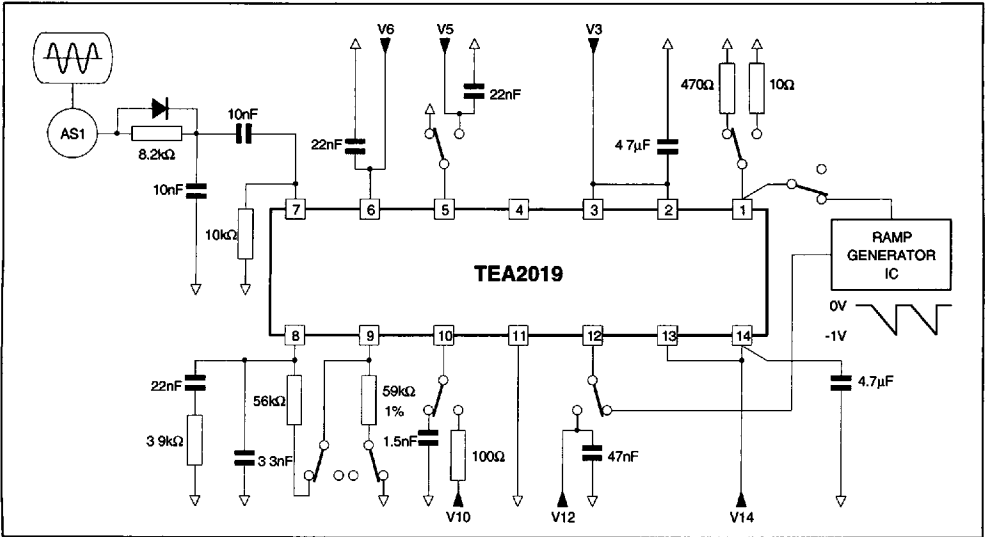 V6 V5 V3
22nF 470Ω 10Ω
AS1 10nF 22nF 4 7µF
8.2kΩ
10nF
10kΩ
7 6 5 4 3 2 1
TEA2019
RAMP
GENERATOR
IC
0V
-1V
8 9 10 11 12 13 14
22nF 56kΩ 59kΩ
1%
4.7µF
3 9kΩ 3 3nF 1.5nF 100Ω 47nF
V10 V12 V14